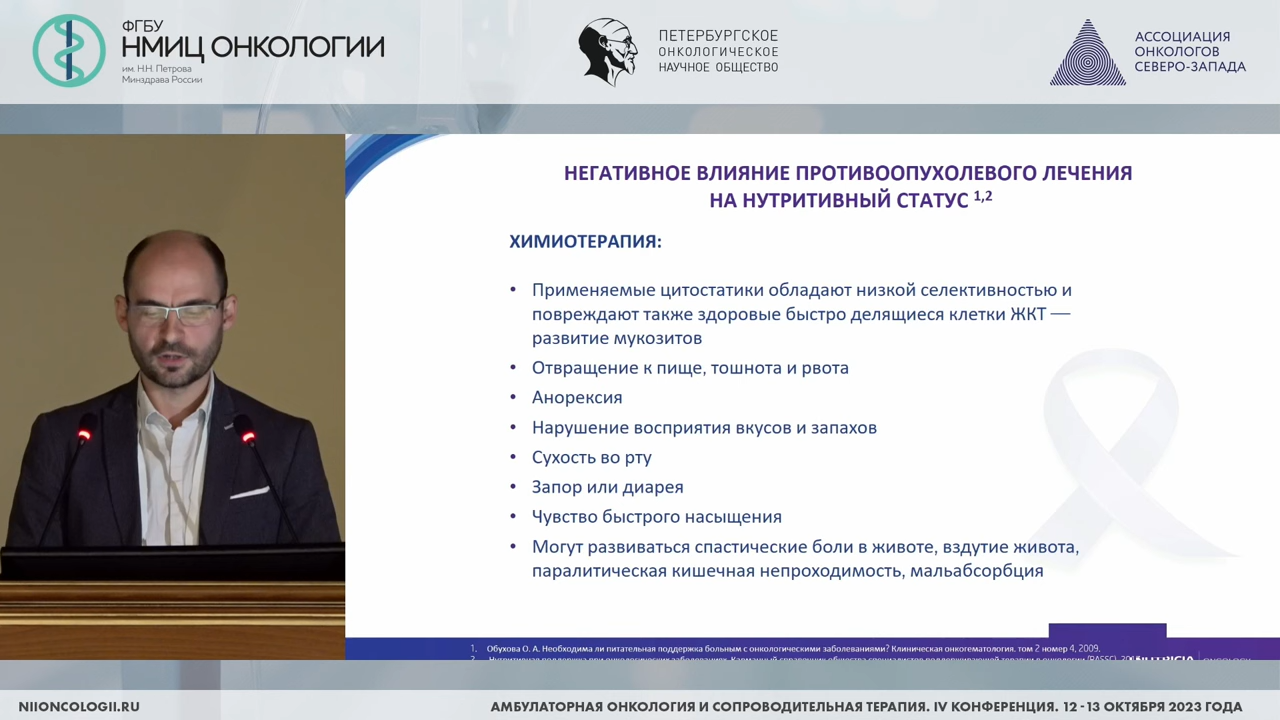 ФГБУ
НМИЦ ОНКОЛОГИИ
им. Н.Н. Петрова
Минздрава России
ПЕТЕРБУРГСКОЕ
ОНКОЛОГИЧЕСКОЕ
НАУЧНОЕ ОБЩЕСТВО
АССОЦИАЦИЯ
ОНКОЛОГОВ
СЕВЕРО-ЗАПАДА
НЕГАТИВНОЕ ВЛИЯНИЕ ПРОТИВООПУХОЛЕВОГО ЛЕЧЕНИЯ
НА НУТРИТИВНЫЙ СТАТУС 1,2
ХИМИОТЕРАПИЯ:
• Применяемые цитостатики обладают низкой селективностью и
повреждают также здоровые быстро делящиеся клетки ЖКТ —
развитие мукозитов
• Отвращение к пище, тошнота и рвота
• Анорексия
• Нарушение восприятия вкусов и запахов
• Сухость во рту
• Запор или диарея
• Чувство быстрого насыщения
• Могут развиваться спастические боли в животе, вздутие живота,
паралитическая кишечная непроходимость, мальабсорбция
1. Обухова О. А. Необходима ли питательная поддержка больным с онкологическими заболеваниями? Клиническая онкогематология. том 2 номер 4, 2009.
NIIONCOLOGII.RU
АМБУЛАТОРНАЯ ОНКОЛОГИЯ И СОПРОВОДИТЕЛЬНАЯ ТЕРАПИЯ. IV КОНФЕРЕНЦИЯ. 12-13 ОКТЯБРЯ 2023 ГОДА